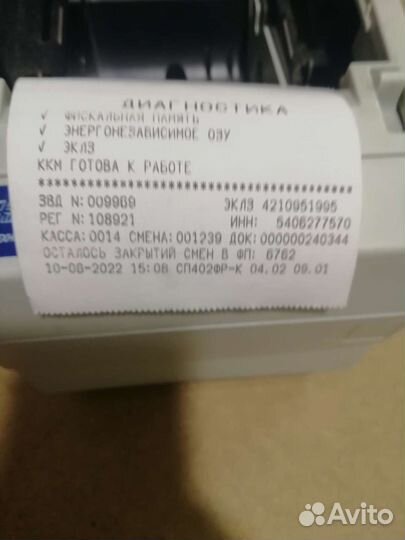 ДИАГНОСТИКА
✓ ФИСКАЛЬНАЯ ПАМЯТЬ
✓ ЭНЕРГОНЕЗАВИСИМОЕ ОЗУ
✓ ЭКЛЗ
ККМ ГОТОВА К РАБОТЕ
****************************************
ЗВД N:009969 ЭКЛЗ 4210951995
РЕГ N:108921 ИНН: 5406277570
КАССА:0014 СМЕНА:001239 ДОК:000000240344
ОСТАЛОСЬ ЗАКРЫТИЙ СМЕН В ФП: 6762
10-08-2022 15:08 СП402ФР-К 04.02 09.01
Avito